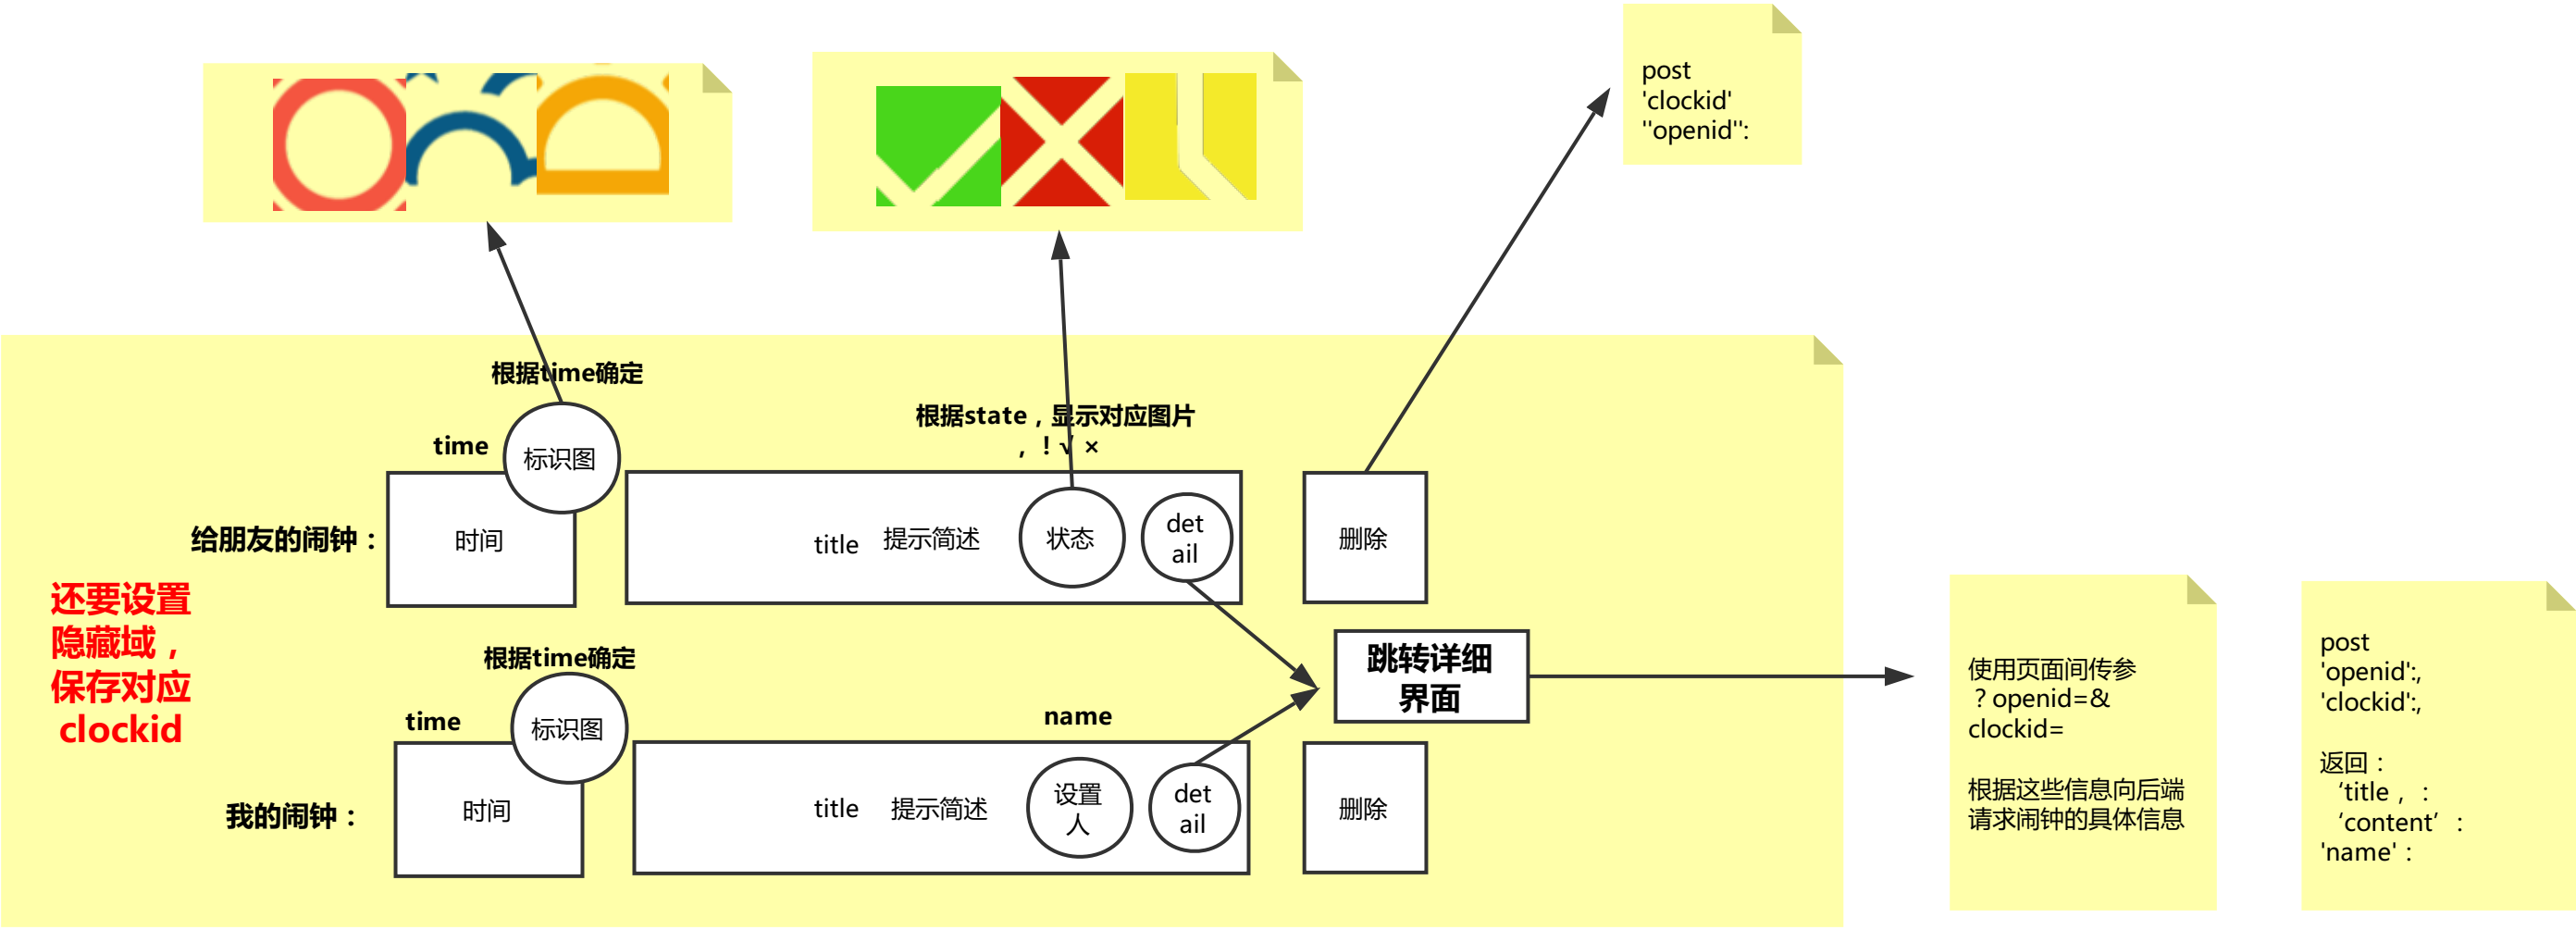 post
'clockid'
''openid'':
根据time确定
根据state，显示对应图片
，！√ ×
time
标识图
给朋友的闹钟：
时间
title
提示简述
状态
det
ail
删除
还要设置
隐藏域，
保存对应
clockid
跳转详细
界面
根据time确定
time
标识图
name
我的闹钟：
时间
title
提示简述
设置
人
det
ail
删除
使用页面间传参
？openid=&
clockid=
根据这些信息向后端
请求闹钟的具体信息
post
'openid':,
'clockid':,
返回：
‘title，：
‘content’：
'name'：